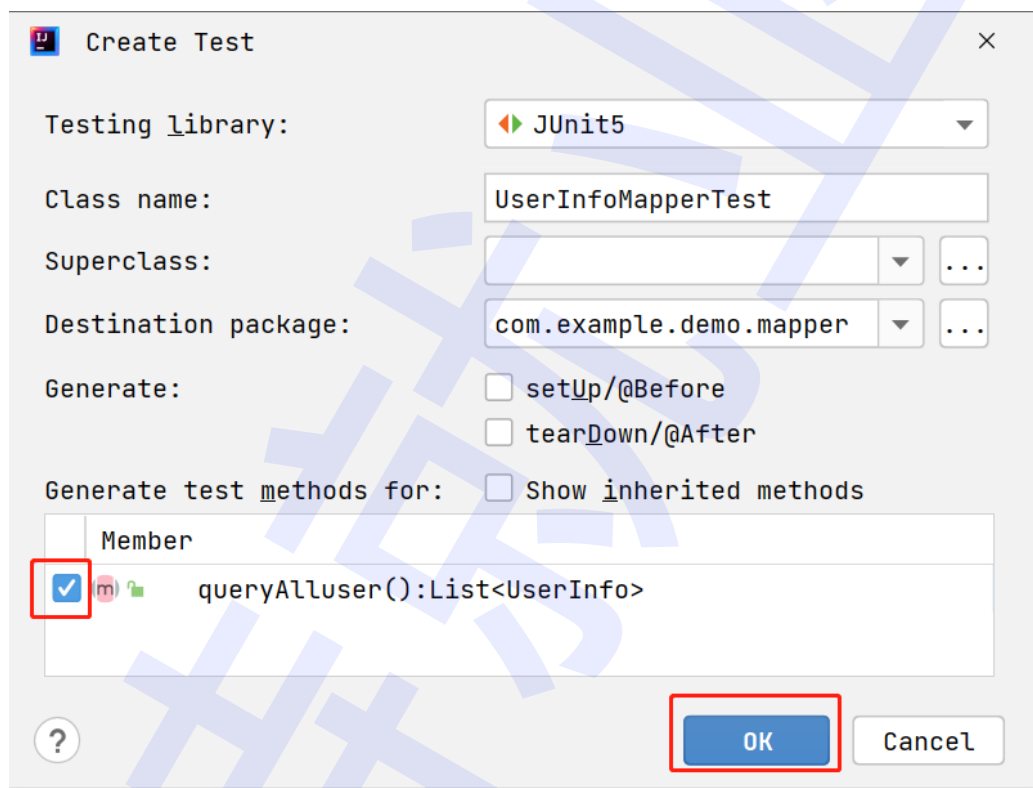 Create Test
Testing library: JUnit5
Class name: UserInfoMapperTest
Superclass: ...
Destination package: com.example.demo.mapper ...
Generate: setUp/@Before
tearDown/@After
Generate test methods for: Show inherited methods
Member
m queryAlluser():List<UserInfo>
? OK Cancel